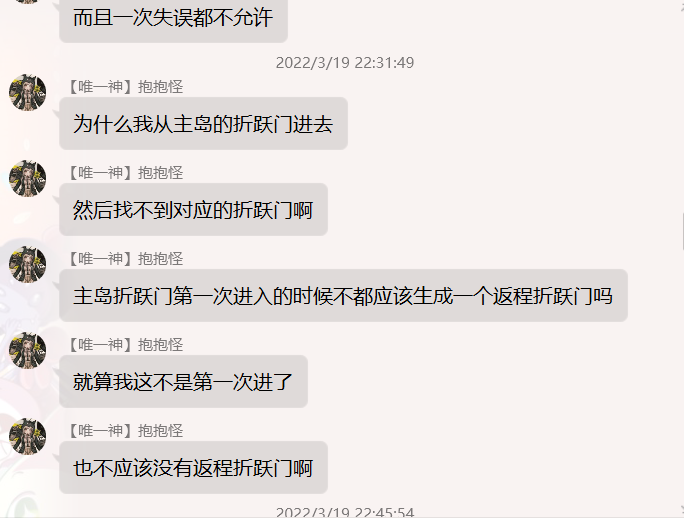 而且一次失误都不允许
2022/3/19 22:31:49
【唯一神】抱抱怪
为什么我从主岛的折跃门进去
【唯一神】抱抱怪
然后找不到对应的折跃门啊
【唯一神】抱抱怪
主岛折跃门第一次进入的时候不都应该生成一个返程折跃门吗
【唯一神】抱抱怪
就算我这不是第一次进了
【唯一神】抱抱怪
也不应该没有返程折跃门啊
2022/3/19 22:45:54